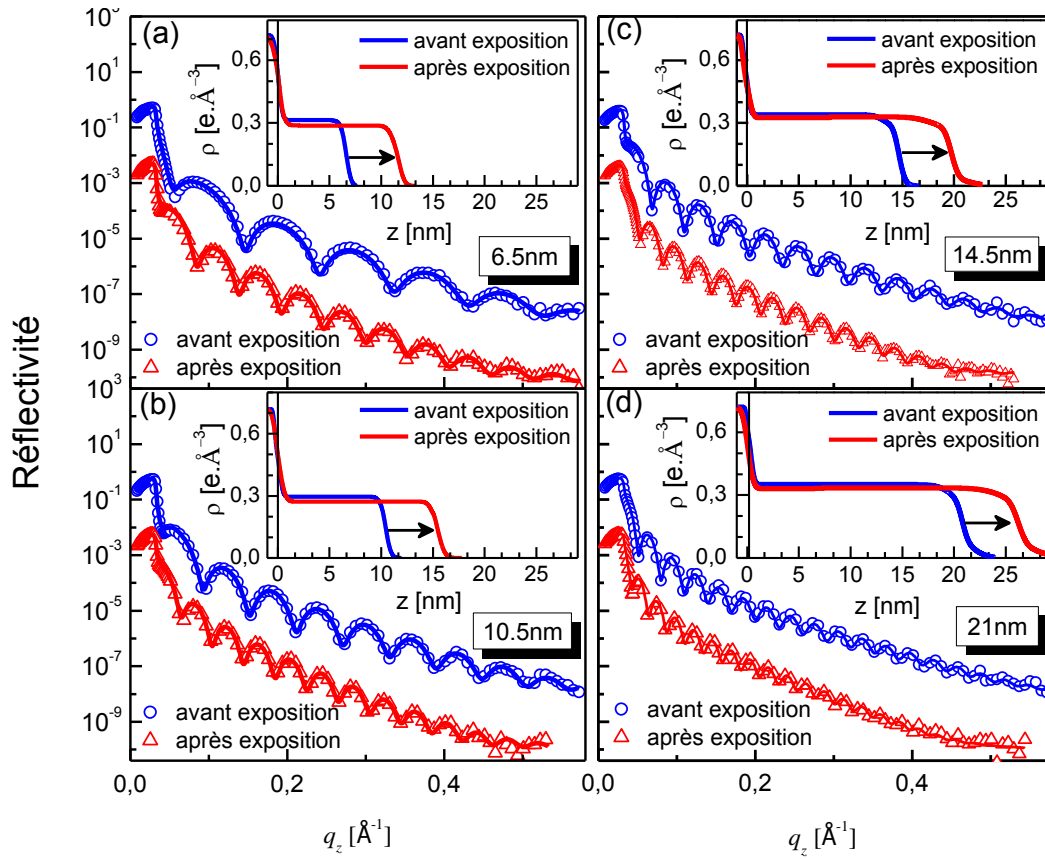 Réflectivité
10³
10¹
10⁻¹
10⁻³
10⁻⁵
10⁻⁷
10⁻⁹
(a)
ρ [e.Å⁻³]
0,6
0,3
0,0
avant exposition
après exposition
0 5 10 15 20 25
z [nm]
6.5nm
avant exposition
après exposition
(c)
ρ [e.Å⁻³]
0,6
0,3
0,0
avant exposition
après exposition
0 5 10 15 20 25
z [nm]
14.5nm
avant exposition
après exposition
10³
10¹
10⁻¹
10⁻³
10⁻⁵
10⁻⁷
10⁻⁹
(b)
ρ [e.Å⁻³]
0,6
0,3
0,0
avant exposition
après exposition
0 5 10 15 20 25
z [nm]
10.5nm
avant exposition
après exposition
0,0 0,2 0,4
q_z [Å⁻¹]
(d)
ρ [e.Å⁻³]
0,6
0,3
0,0
avant exposition
après exposition
0 5 10 15 20 25
z [nm]
21nm
avant exposition
après exposition
0,0 0,2 0,4
q_z [Å⁻¹]